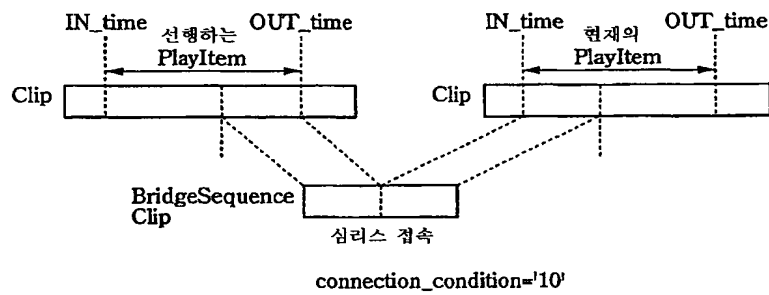 IN_time 선행하는 OUT_time
PlayItem
Clip
IN_time 현재의 OUT_time
PlayItem
Clip
BridgeSequence
Clip
심리스 접속
connection_condition='10'